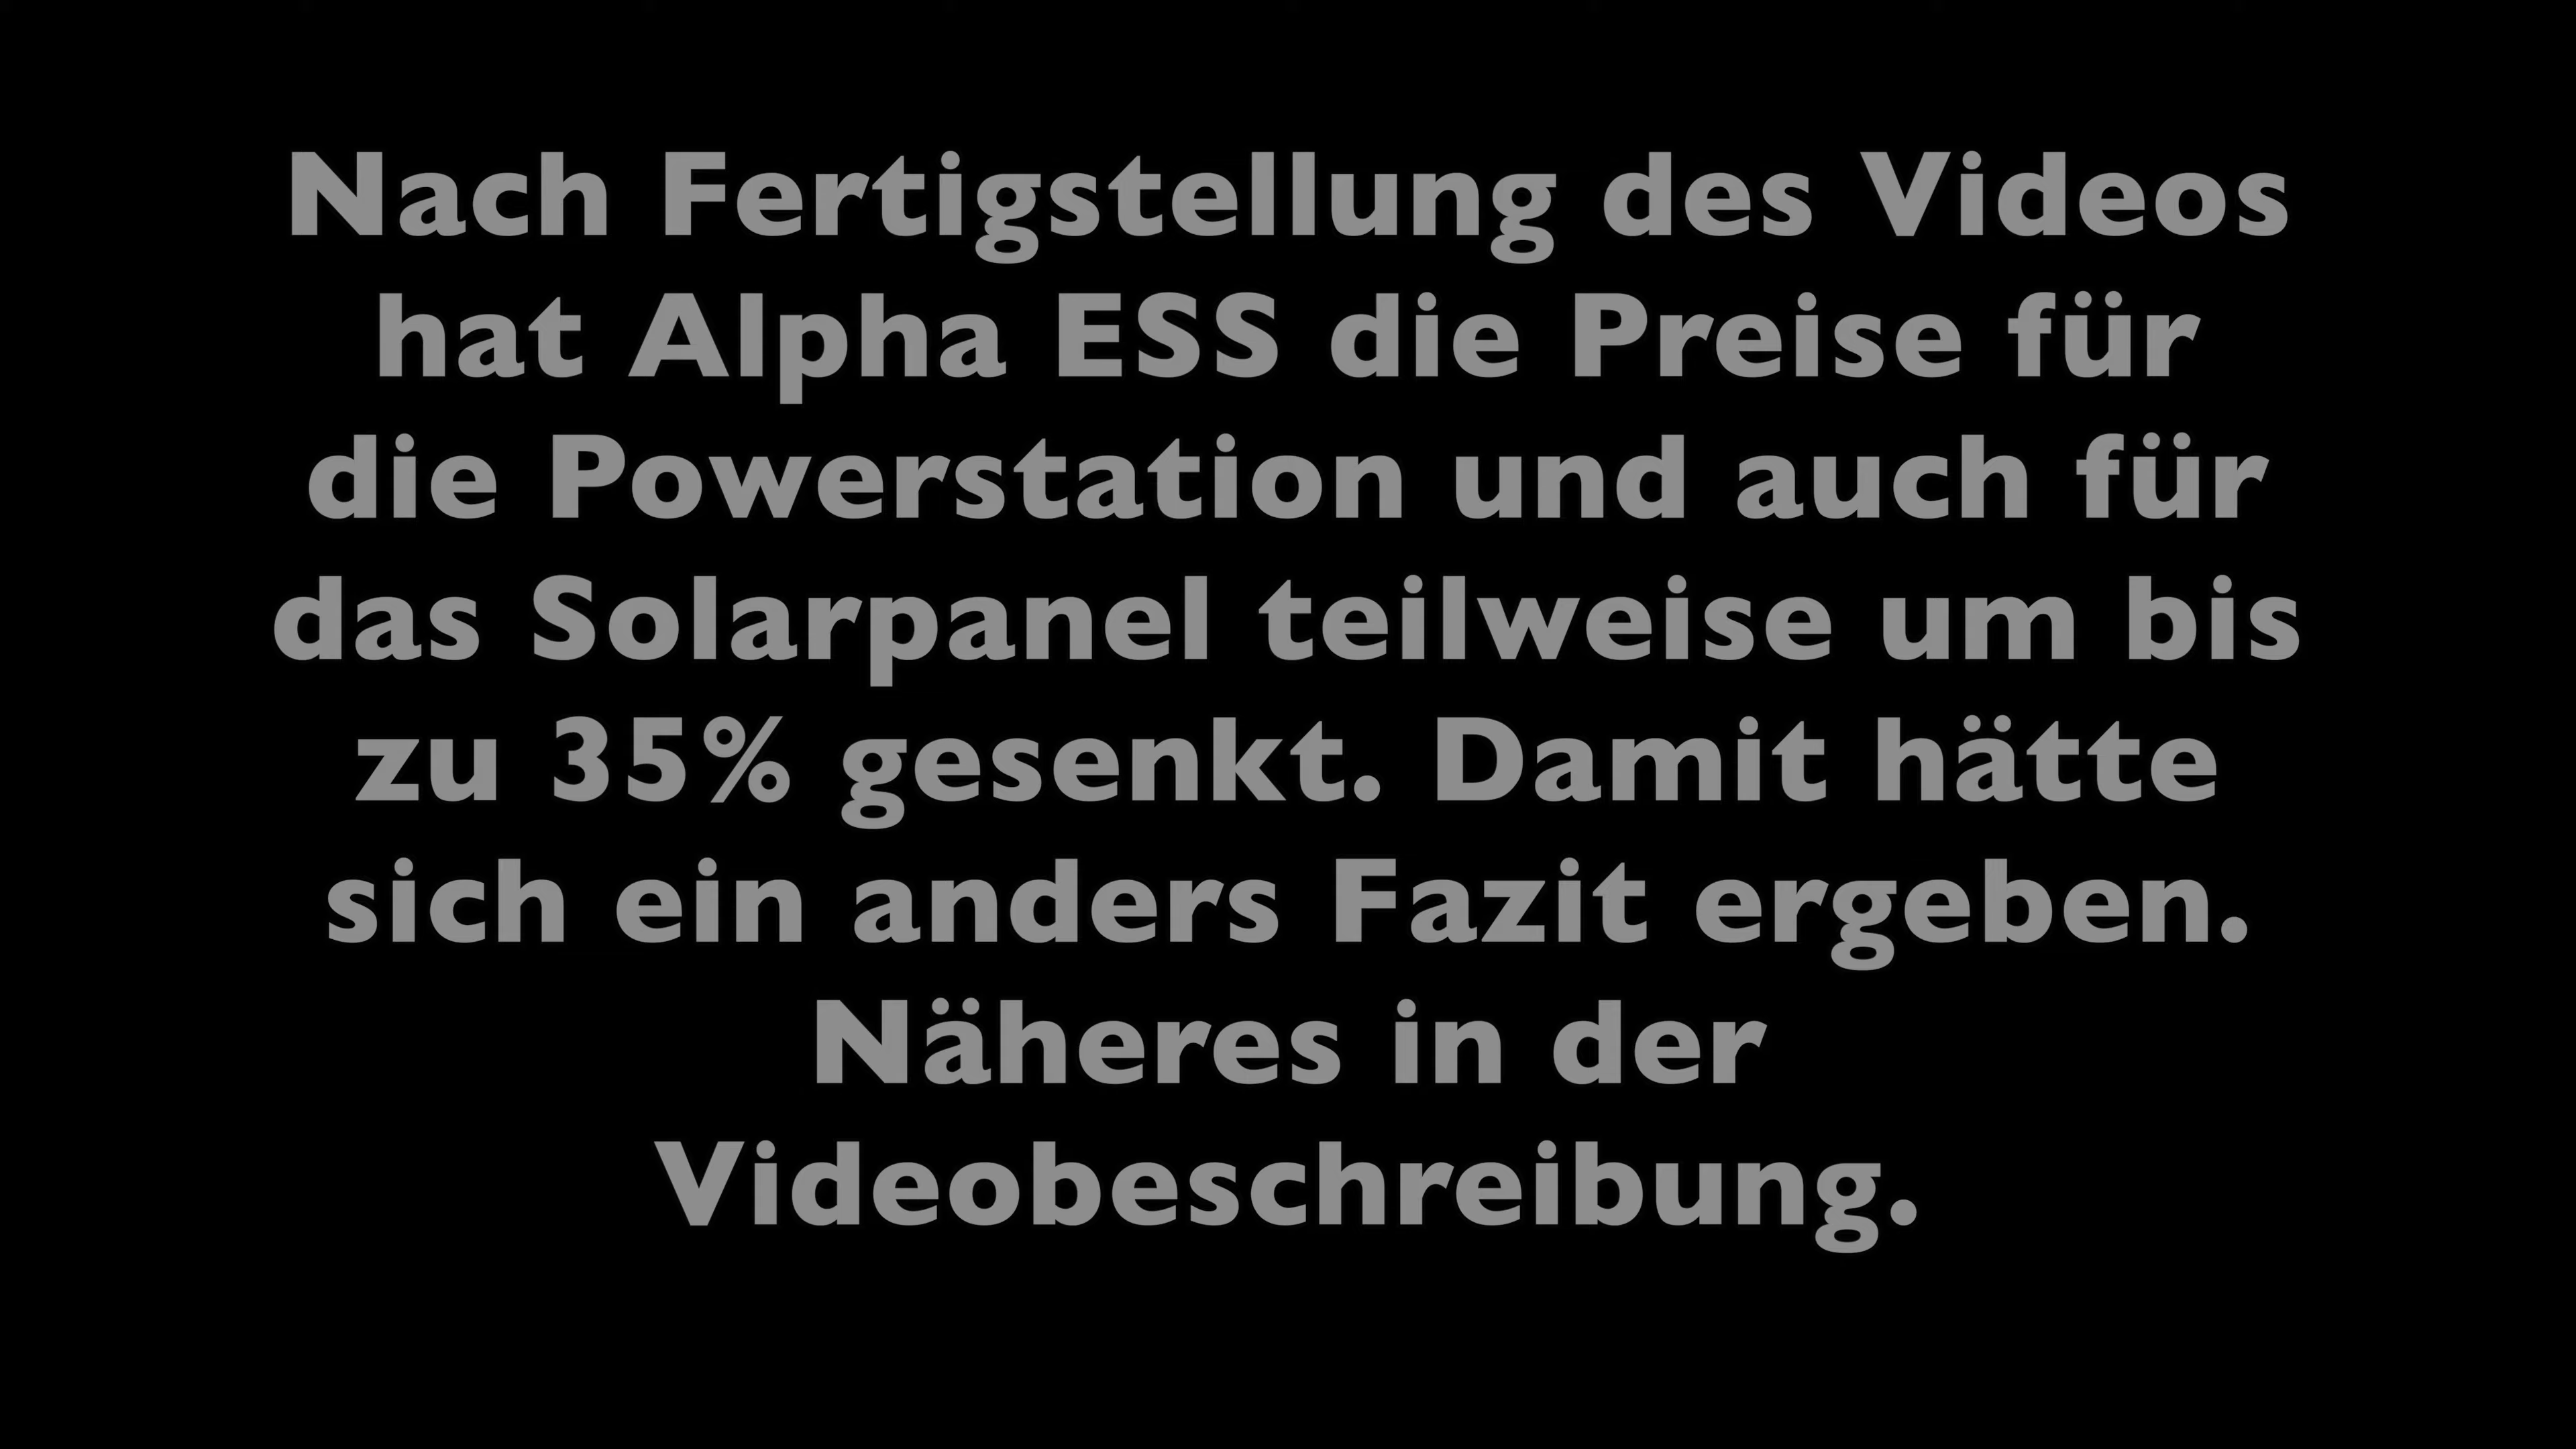 Nach Fertigstellung des Videos
hat Alpha ESS die Preise für
die Powerstation und auch für
das Solarpanel teilweise um bis
zu 35% gesenkt. Damit hätte
sich ein anders Fazit ergeben.
Näheres in der
Videobeschreibung.